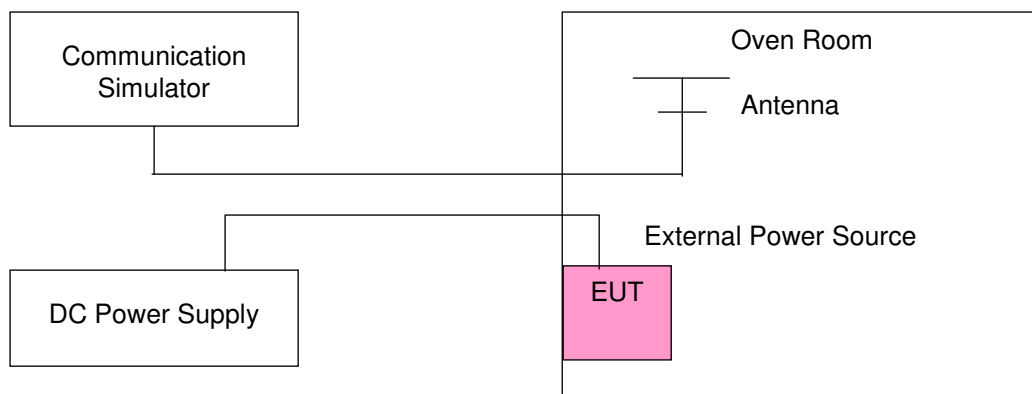 Communication
Simulator
Oven Room
Antenna
External Power Source
EUT
DC Power Supply